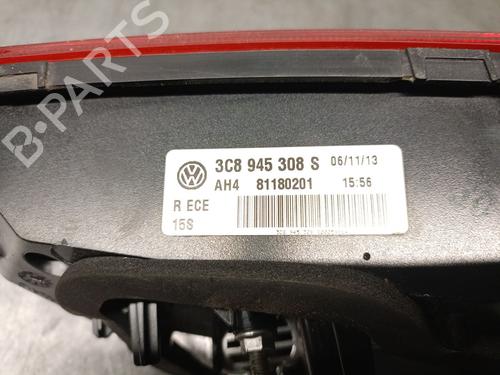 B-PARTS
3C8 945 308 S 06/11/13
AH4 81180201 15:56
R ECE
15S